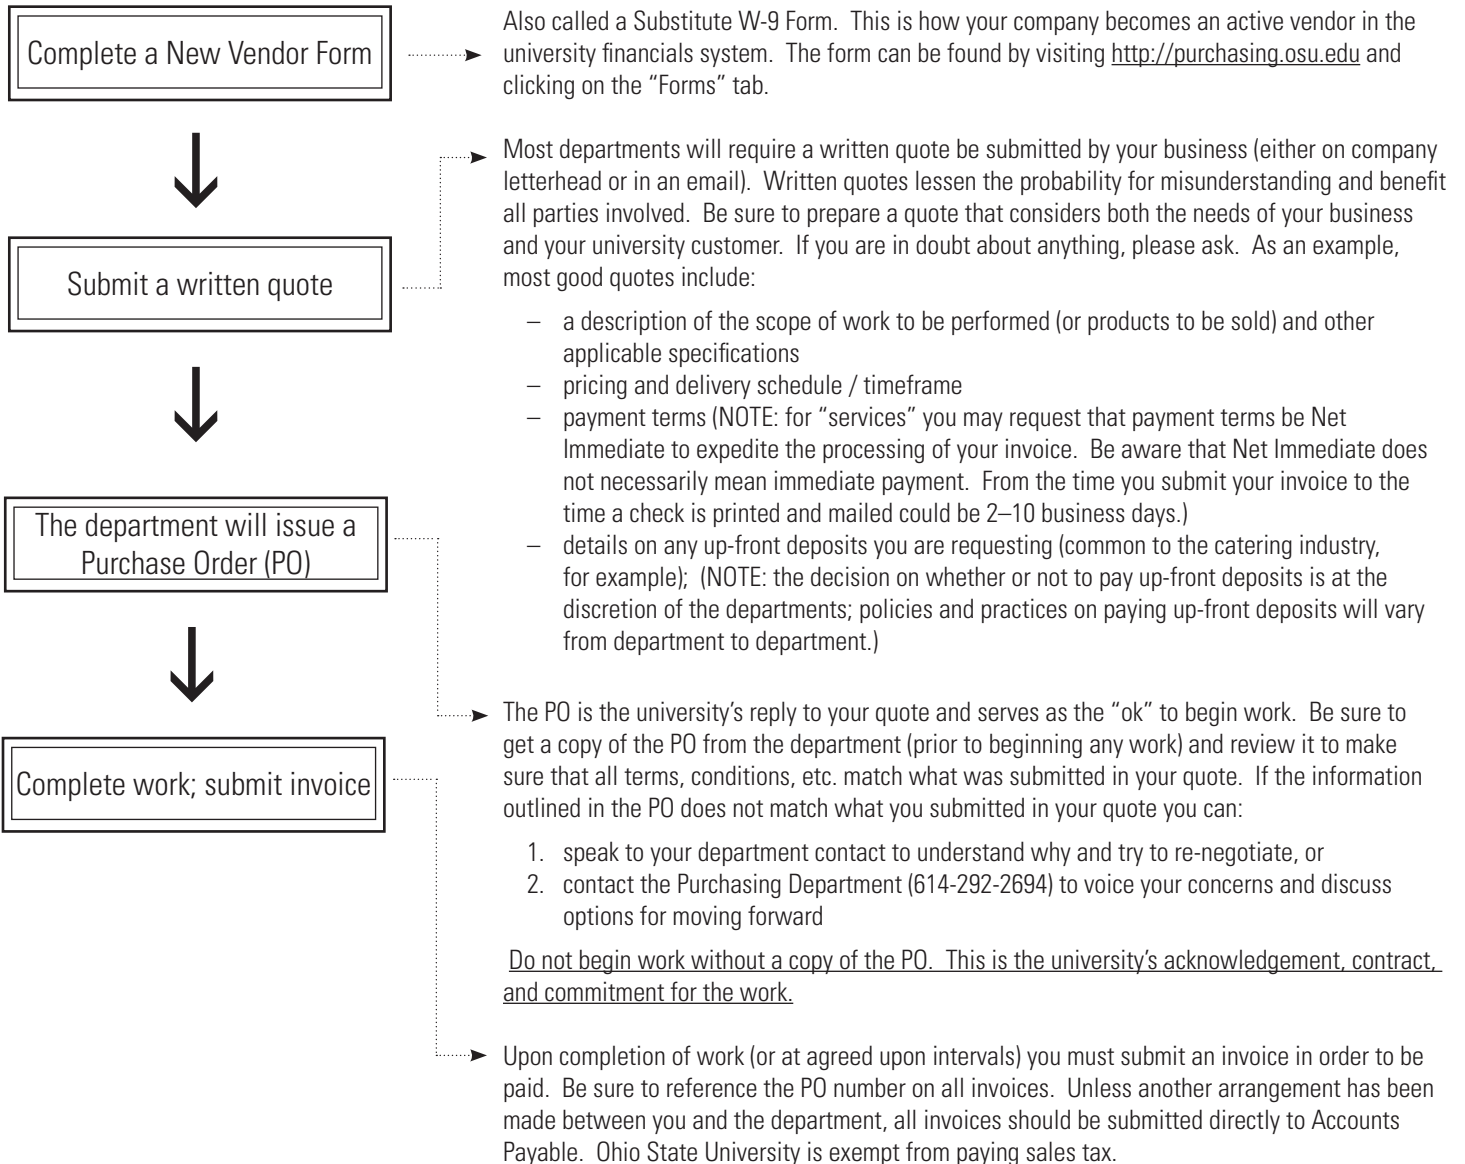 Complete a New Vendor Form
Also called a Substitute W-9 Form.  This is how your company becomes an active vendor in the
university financials system.  The form can be found by visiting http://purchasing.osu.edu and
clicking on the “Forms” tab.
Submit a written quote
Most departments will require a written quote be submitted by your business (either on company
letterhead or in an email).  Written quotes lessen the probability for misunderstanding and benefit
all parties involved.  Be sure to prepare a quote that considers both the needs of your business
and your university customer.  If you are in doubt about anything, please ask.  As an example,
most good quotes include:
– a description of the scope of work to be performed (or products to be sold) and other
applicable specifications
– pricing and delivery schedule / timeframe
– payment terms (NOTE: for “services” you may request that payment terms be Net
Immediate to expedite the processing of your invoice.  Be aware that Net Immediate does
not necessarily mean immediate payment.  From the time you submit your invoice to the
time a check is printed and mailed could be 2–10 business days.)
– details on any up-front deposits you are requesting (common to the catering industry,
for example);  (NOTE: the decision on whether or not to pay up-front deposits is at the
discretion of the departments; policies and practices on paying up-front deposits will vary
from department to department.)
The department will issue a
Purchase Order (PO)
The PO is the university’s reply to your quote and serves as the “ok” to begin work.  Be sure to
get a copy of the PO from the department (prior to beginning any work) and review it to make
sure that all terms, conditions, etc. match what was submitted in your quote.  If the information
outlined in the PO does not match what you submitted in your quote you can:
1. speak to your department contact to understand why and try to re-negotiate, or
2. contact the Purchasing Department (614-292-2694) to voice your concerns and discuss
options for moving forward
Do not begin work without a copy of the PO.  This is the university’s acknowledgement, contract,
and commitment for the work.
Complete work; submit invoice
Upon completion of work (or at agreed upon intervals) you must submit an invoice in order to be
paid.  Be sure to reference the PO number on all invoices.  Unless another arrangement has been
made between you and the department, all invoices should be submitted directly to Accounts
Payable.  Ohio State University is exempt from paying sales tax.